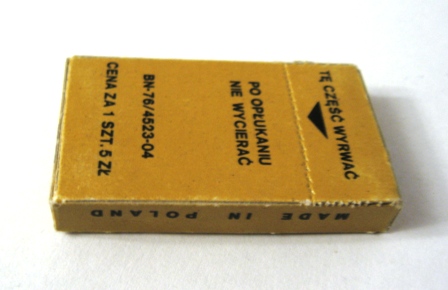 TĘ CZĘŚĆ WYRWAĆ
PO OPŁUKANIU
NIE WYCIERAĆ
BN-76/4523-04
CENA ZA 1 SZT. 5 ZŁ
MADE IN POLAND